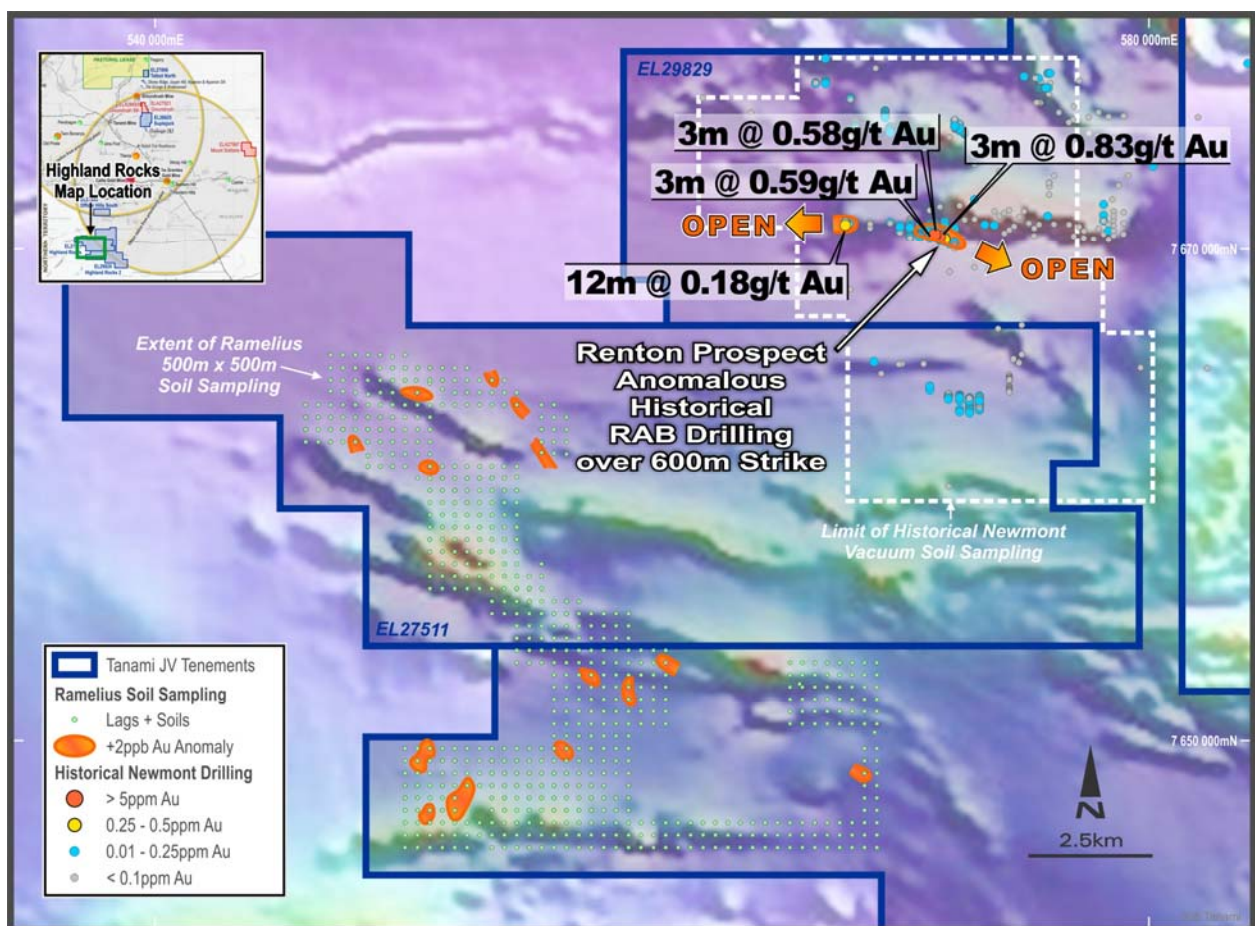 540 000mE
580 000mE
EL29829
PASTORAL LEASE
Highland Rocks
Map Location
NORTHERN TERRITORY
3m @ 0.58g/t Au
3m @ 0.83g/t Au
3m @ 0.59g/t Au
OPEN
7 670 000mN
OPEN
12m @ 0.18g/t Au
Extent of Ramelius
500m x 500m
Soil Sampling
Renton Prospect
Anomalous
Historical
RAB Drilling
over 600m Strike
Limit of Historical Newmont
Vacuum Soil Sampling
EL27511
Tanami JV Tenements
Ramelius Soil Sampling
Lags + Soils
+2ppb Au Anomaly
Historical Newmont Drilling
> 5ppm Au
0.25 - 0.5ppm Au
0.01 - 0.25ppm Au
< 0.1ppm Au
7 650 000mN
N
2.5km